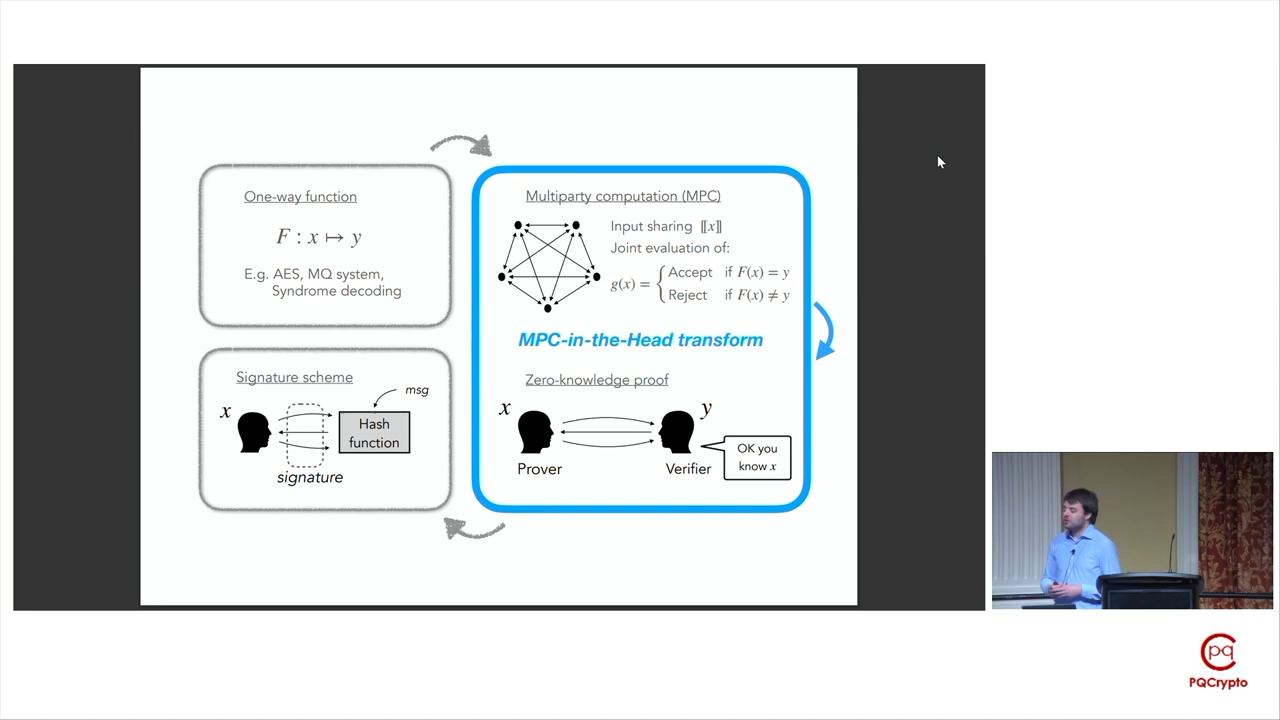 One-way function
F : x ↦ y
E.g. AES, MQ system,
Syndrome decoding
Multiparty computation (MPC)
Input sharing ⟦x⟧
Joint evaluation of:
g(x) = { Accept if F(x) = y
Reject if F(x) ≠ y
MPC-in-the-Head transform
Zero-knowledge proof
x
y
OK you
know x
Prover
Verifier
Signature scheme
msg
x
Hash
function
signature
pq
PQCrypto